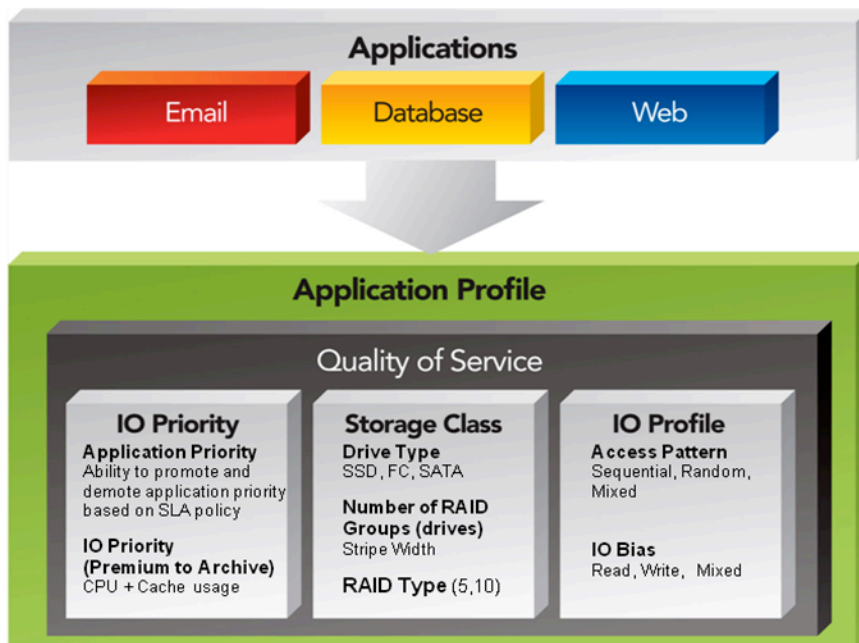 Applications
Email
Database
Web
Application Profile
Quality of Service
IO Priority
Application Priority
Ability to promote and
demote application priority
based on SLA policy
IO Priority
(Premium to Archive)
CPU + Cache usage
Storage Class
Drive Type
SSD, FC, SATA
Number of RAID
Groups (drives)
Stripe Width
RAID Type (5,10)
IO Profile
Access Pattern
Sequential, Random,
Mixed
IO Bias
Read, Write, Mixed